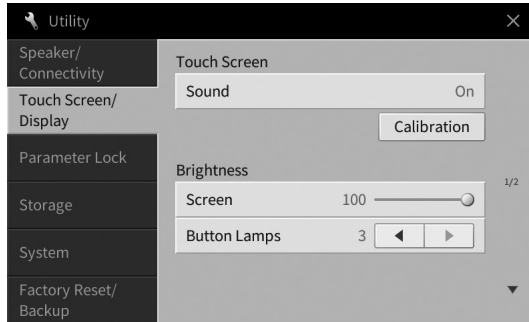 Utility
Speaker/
Connectivity
Touch Screen/
Display
Parameter Lock
Storage
System
Factory Reset/
Backup
Touch Screen
Sound On
Calibration
Brightness
Screen 100
Button Lamps 3
1/2